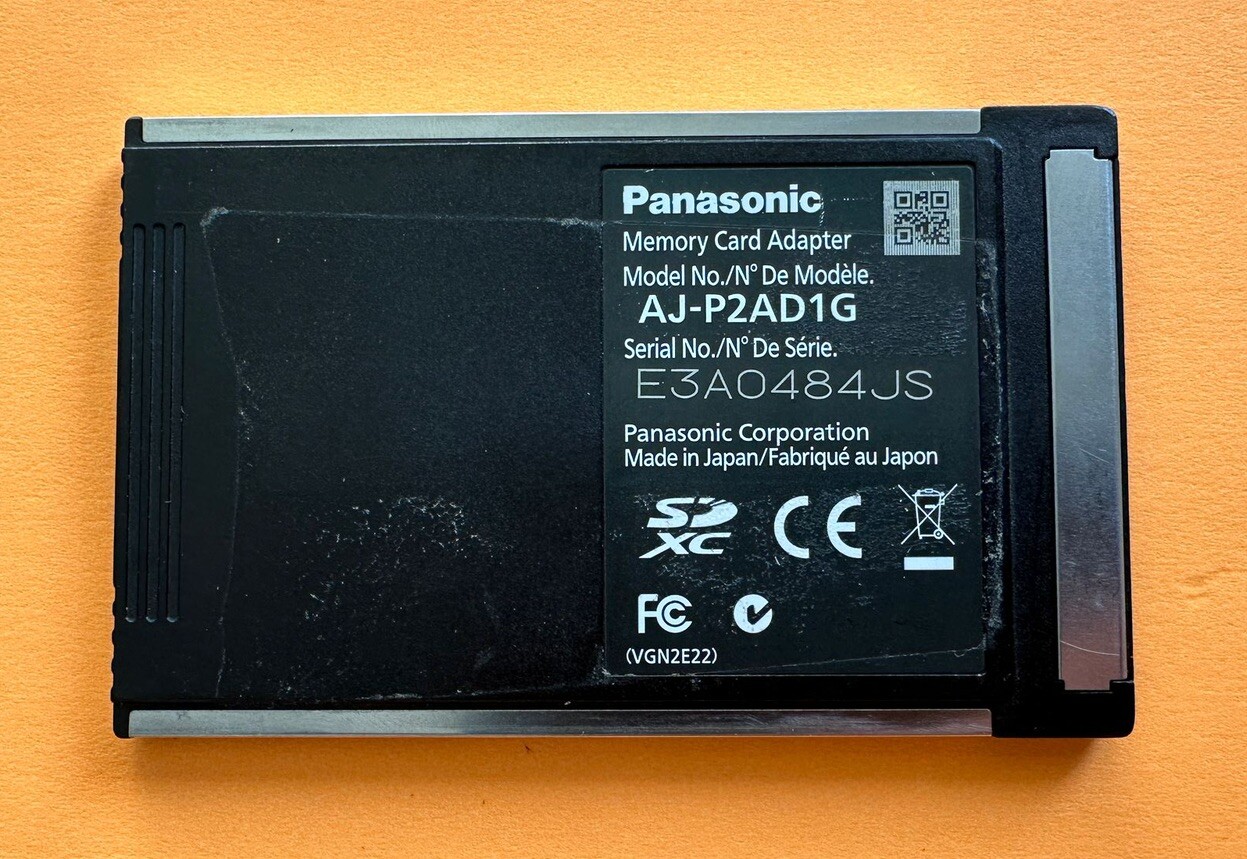 Panasonic
Memory Card Adapter
Model No./N° De Modèle.
AJ-P2AD1G
Serial No./N° De Série.
E3A0484JS
Panasonic Corporation
Made in Japan/Fabriqué au Japon
SD XC CE
FC
(VGN2E22)